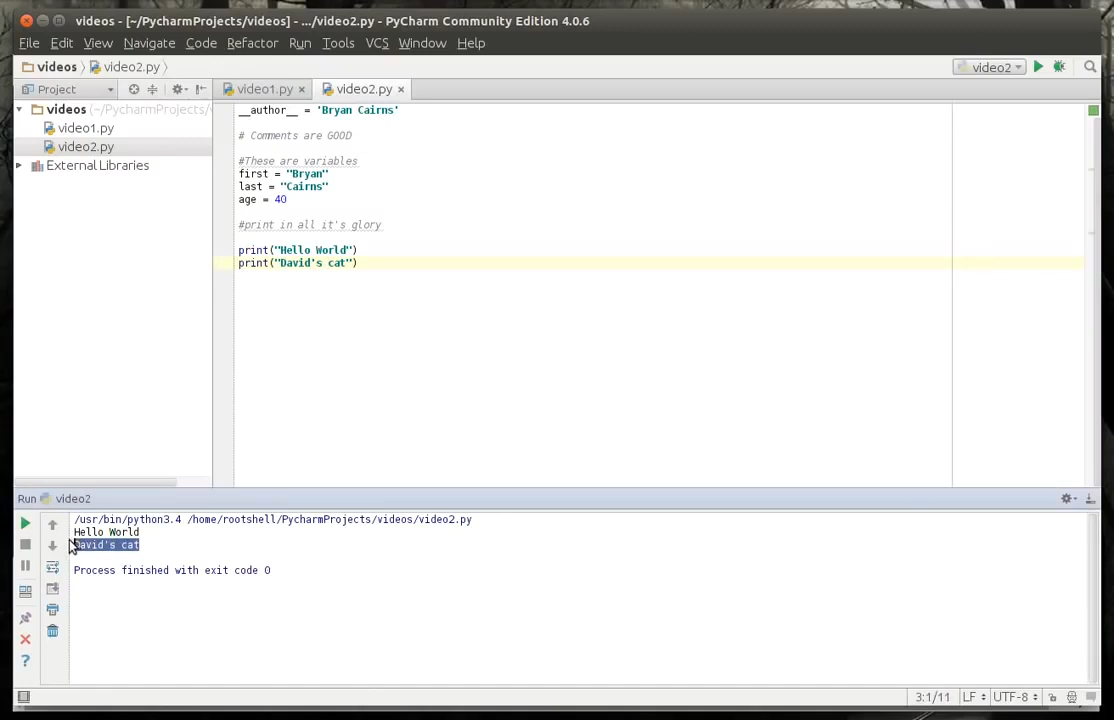 videos - [~/PycharmProjects/videos] - .../video2.py - PyCharm Community Edition 4.0.6
File Edit View Navigate Code Refactor Run Tools VCS Window Help
videos video2.py video2
Project video1.py video2.py
videos (~/PycharmProjects/
video1.py
video2.py
External Libraries
__author__ = 'Bryan Cairns'
# Comments are GOOD
#These are variables
first = "Bryan"
last = "Cairns"
age = 40
#print in all it's glory
print("Hello World")
print("David's cat")
Run video2
/usr/bin/python3.4 /home/rootshell/PycharmProjects/videos/video2.py
Hello World
David's cat
Process finished with exit code 0
3:1/11 LF UTF-8